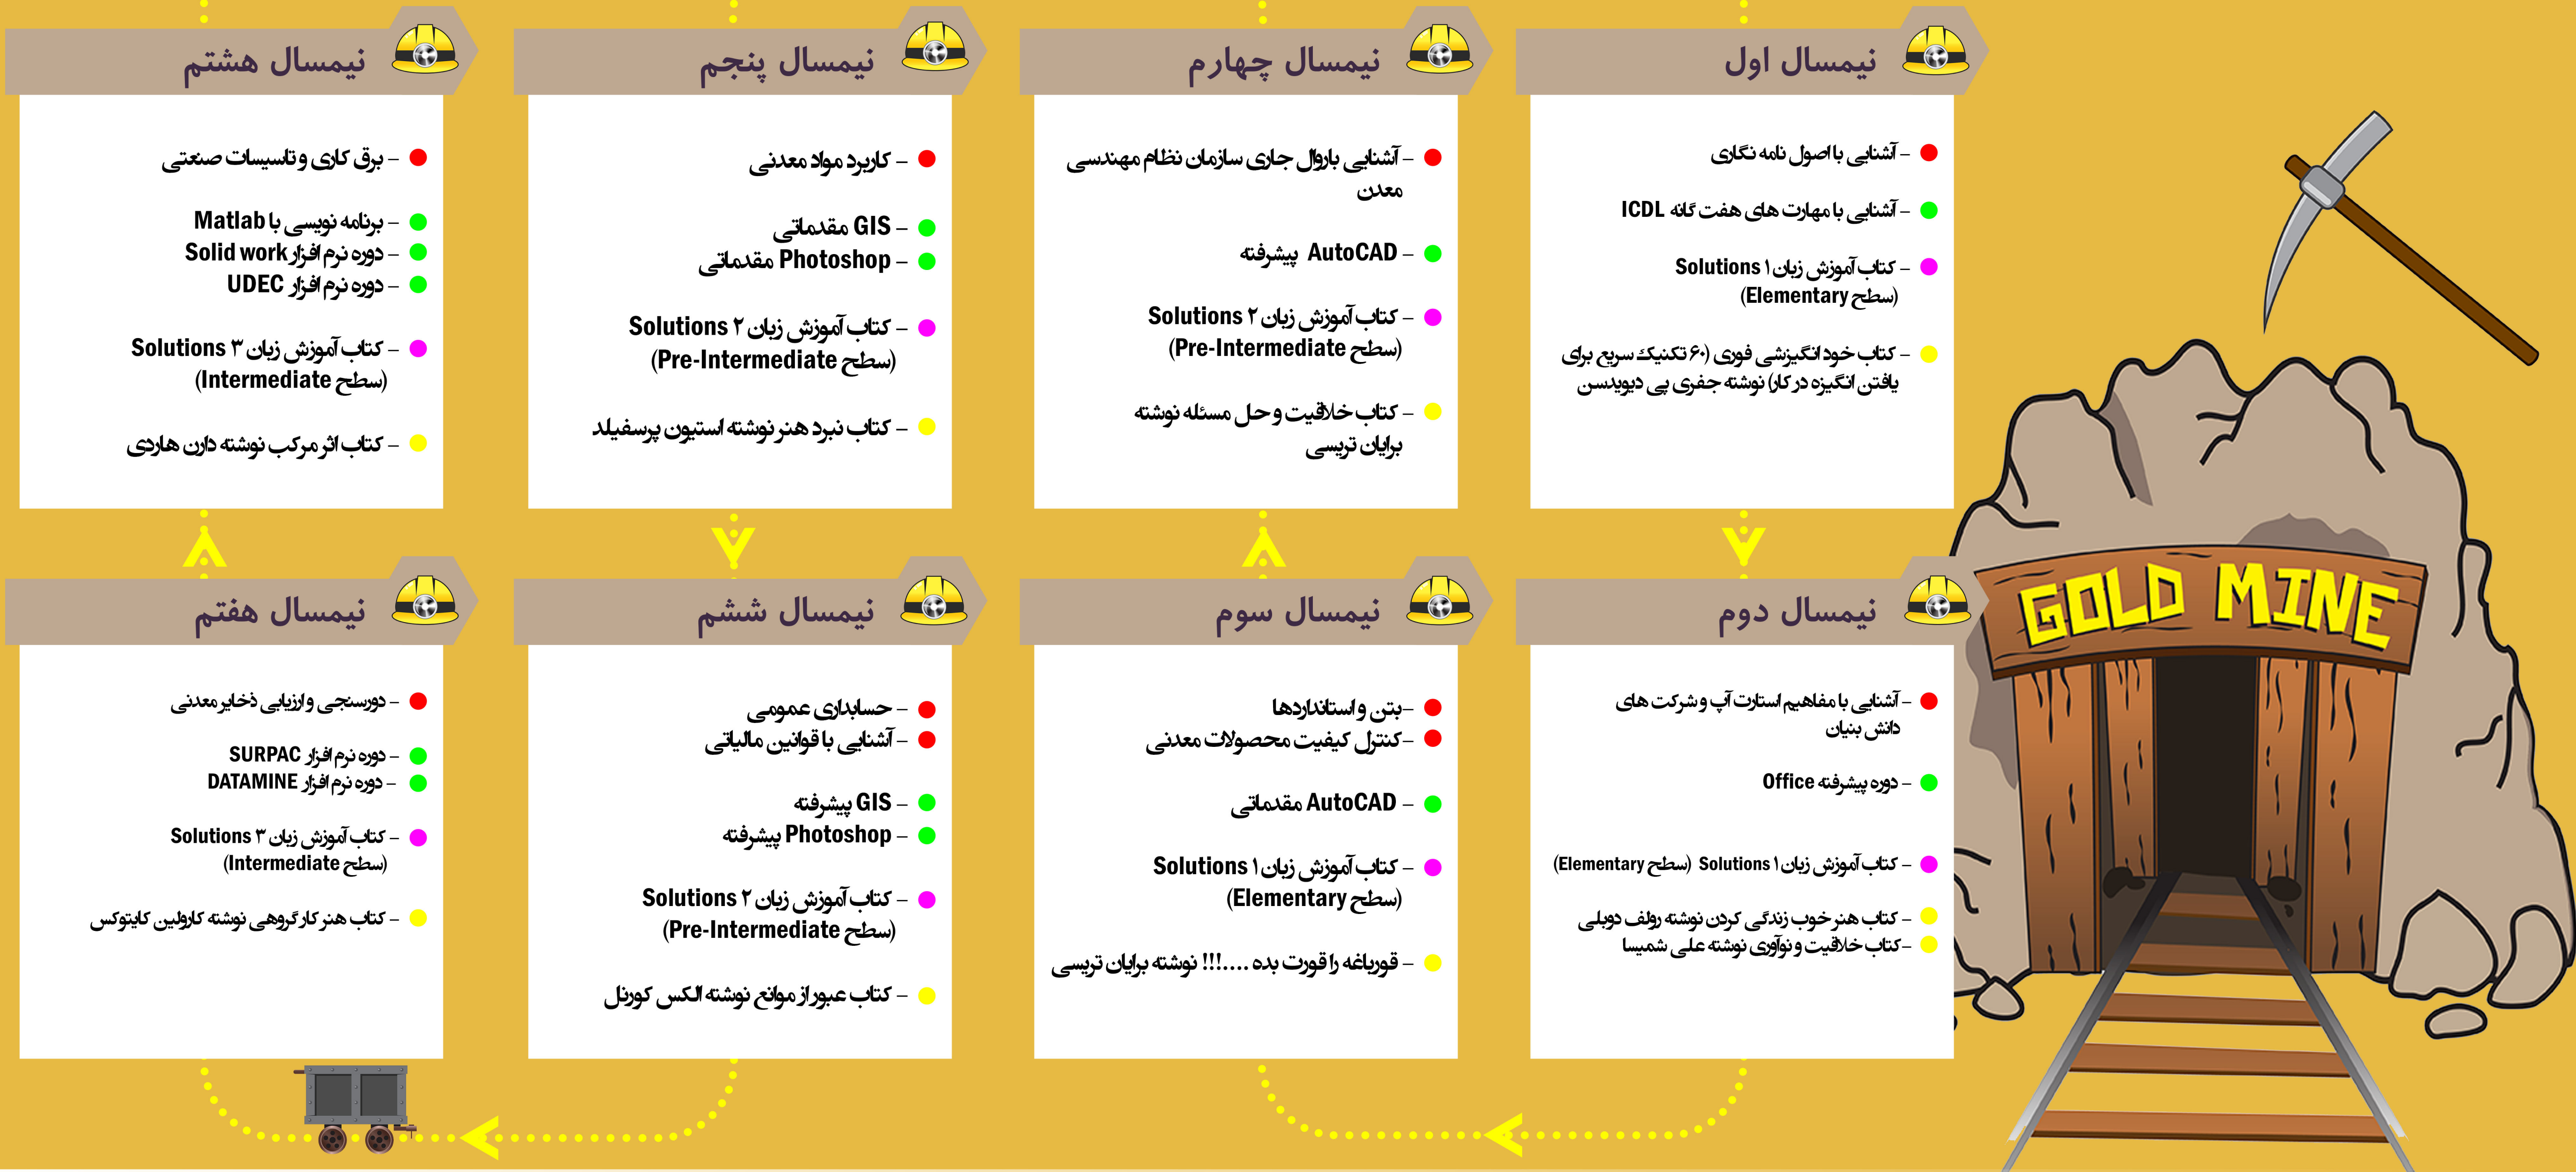 نیمسال اول
- آشنایی با اصول نامه نگاری
- آشنایی با مهارت های هفت گانه ICDL
- کتاب آموزش زبان Solutions ۱
(سطح Elementary)
- کتاب خود انگیزشی فوری (۶۰ تکنیک سریع برای
یافتن انگیزه در کار) نوشته جفری پی دیویدسن
نیمسال دوم
- آشنایی با مفاهیم استارت آپ و شرکت های
دانش بنیان
- دوره پیشرفته Office
- کتاب آموزش زبان Solutions ۱ (سطح Elementary)
- کتاب هنر خوب زندگی کردن نوشته رولف دوبلی
-کتاب خلاقیت و نوآوری نوشته علی شمیسا
نیمسال سوم
-بتن و استانداردها
-کنترل کیفیت محصولات معدنی
- AutoCAD مقدماتی
- کتاب آموزش زبان Solutions ۱
(سطح Elementary)
- قورباغه را قورت بده ....!!! نوشته برایان تریسی
نیمسال چهارم
- آشنایی باروال جاری سازمان نظام مهندسی
معدن
- AutoCAD پیشرفته
- کتاب آموزش زبان Solutions ۲
(سطح Pre-Intermediate)
- کتاب خلاقیت و حل مسئله نوشته
برایان تریسی
نیمسال پنجم
- کاربرد مواد معدنی
- GIS مقدماتی
- Photoshop مقدماتی
- کتاب آموزش زبان Solutions ۲
(سطح Pre-Intermediate)
- کتاب نبرد هنر نوشته استیون پرسفیلد
نیمسال ششم
- حسابداری عمومی
- آشنایی با قوانین مالیاتی
- GIS پیشرفته
- Photoshop پیشرفته
- کتاب آموزش زبان Solutions ۲
(سطح Pre-Intermediate)
- کتاب عبور از موانع نوشته الکس کورنل
نیمسال هفتم
- دورسنجی و ارزیابی ذخایر معدنی
- دوره نرم افزار SURPAC
- دوره نرم افزار DATAMINE
- کتاب آموزش زبان Solutions ۳
(سطح Intermediate)
- کتاب هنر کار گروهی نوشته کارولین کاپتوکس
نیمسال هشتم
- برق کاری و تاسیسات صنعتی
- برنامه نویسی با Matlab
- دوره نرم افزار Solid work
- دوره نرم افزار UDEC
- کتاب آموزش زبان Solutions ۳
(سطح Intermediate)
- کتاب اثر مرکب نوشته دارن هاردی
GOLD MINE